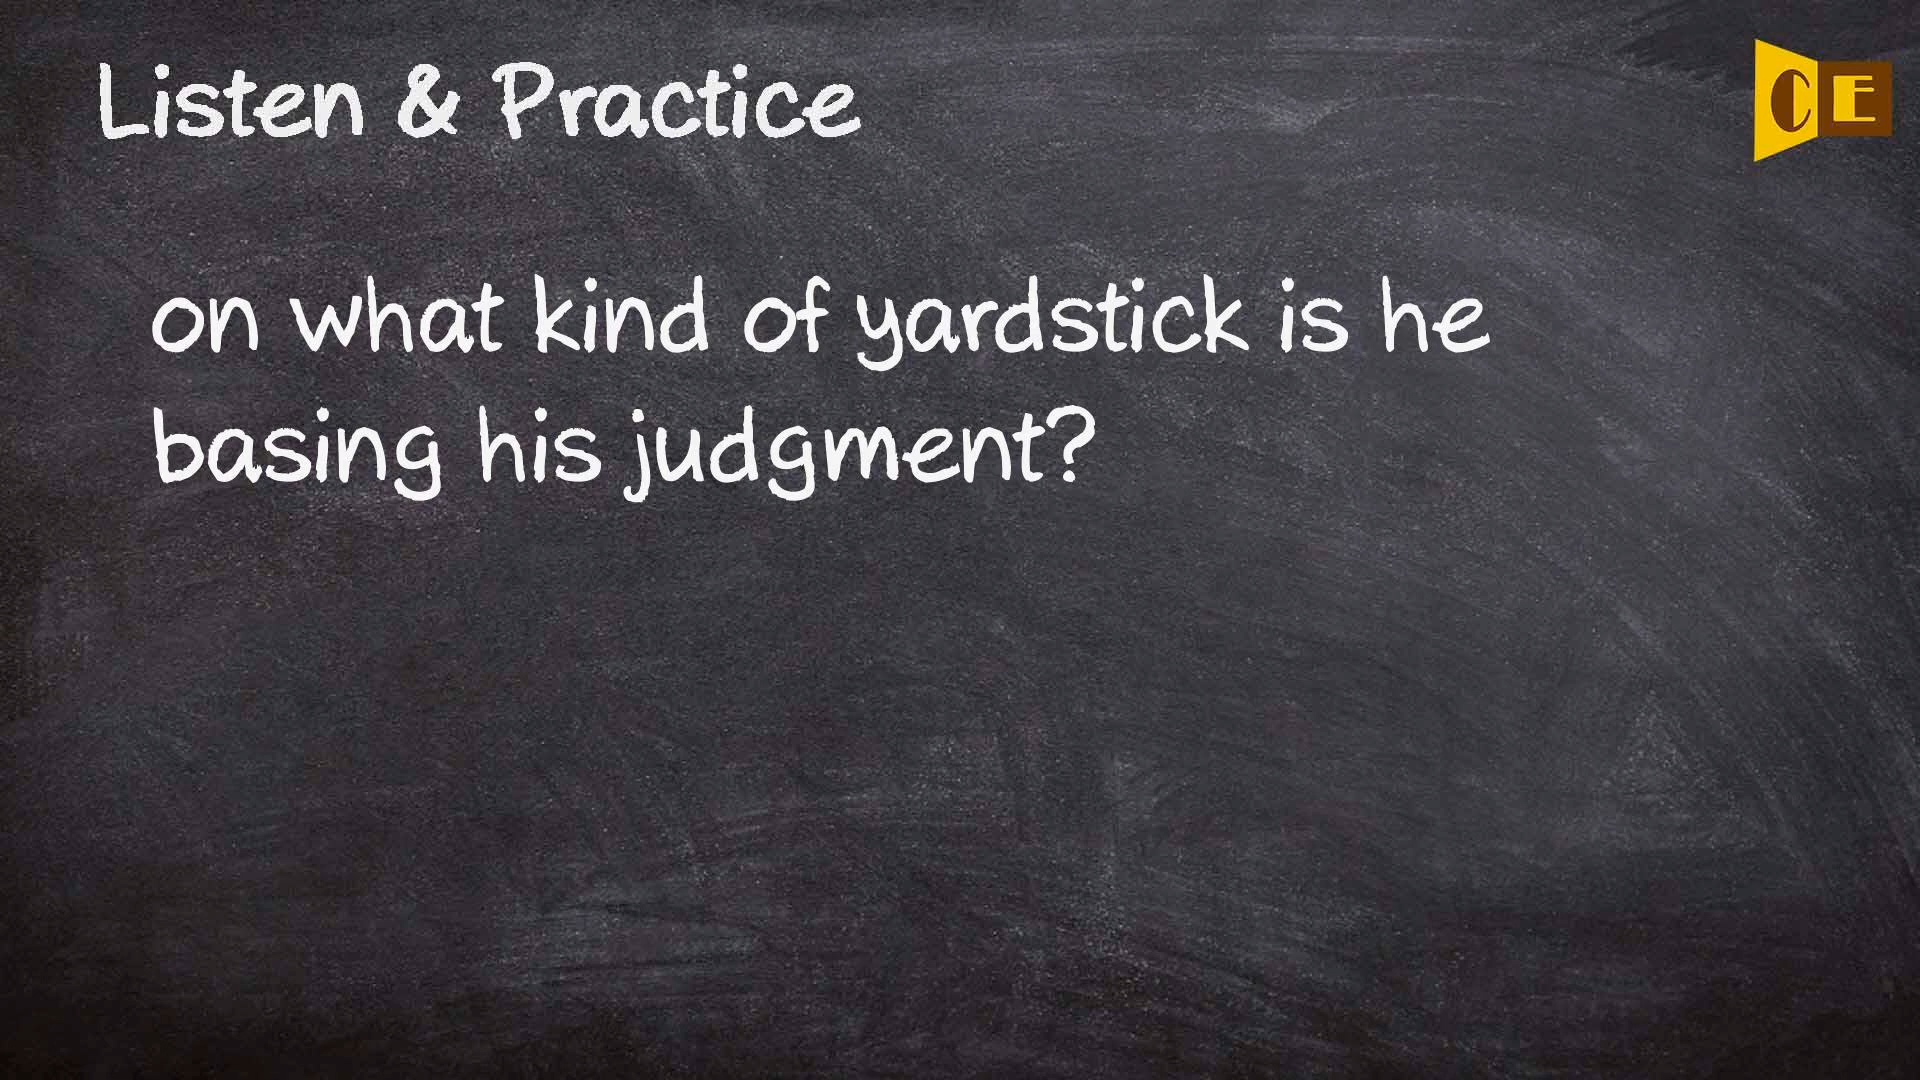 Listen & Practice
CE
on what kind of yardstick is he
basing his judgment?